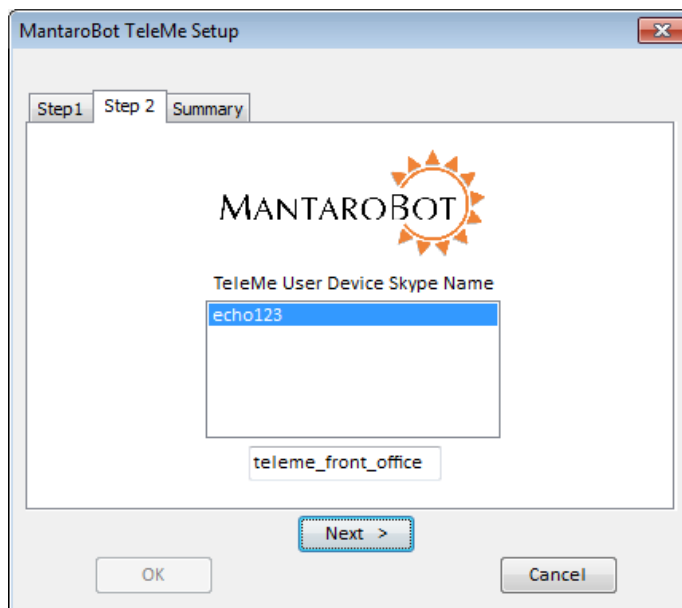 MantaroBot TeleMe Setup
Step1 Step 2 Summary
MANTAROBOT
TeleMe User Device Skype Name
echo123
teleme_front_office
Next >
OK Cancel